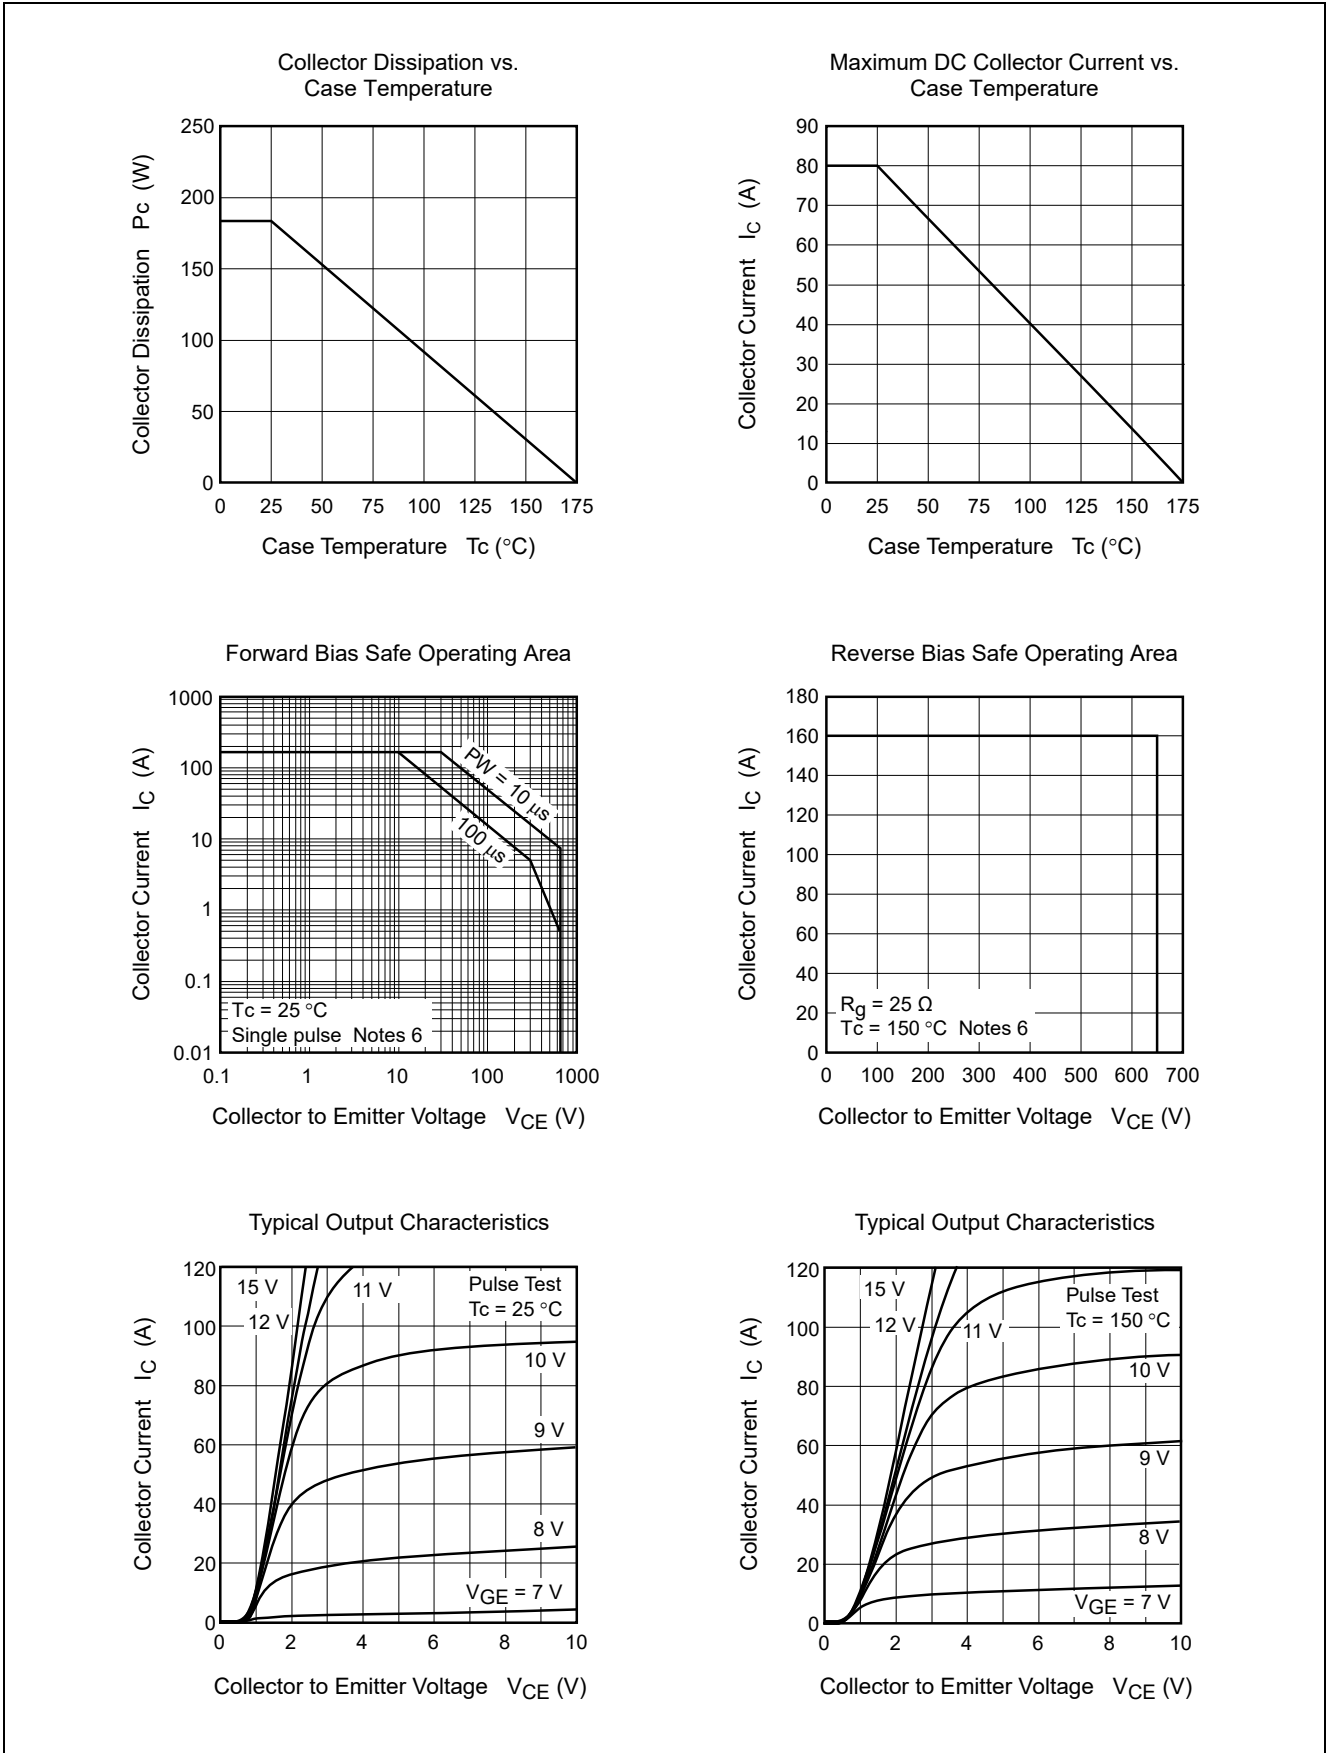 Collector Dissipation vs.
Case Temperature
250
200
150
100
50
0
Collector Dissipation Pc (W)
0 25 50 75 100 125 150 175
Case Temperature Tc (°C)
Maximum DC Collector Current vs.
Case Temperature
90
80
70
60
50
40
30
20
10
0
Collector Current IC (A)
0 25 50 75 100 125 150 175
Case Temperature Tc (°C)
Forward Bias Safe Operating Area
1000
100
10
1
0.1
0.01
Collector Current IC (A)
PW = 10 μs
100 μs
Tc = 25 °C
Single pulse Notes 6
0.1 1 10 100 1000
Collector to Emitter Voltage VCE (V)
Reverse Bias Safe Operating Area
180
160
140
120
100
80
60
40
20
0
Collector Current IC (A)
Rg = 25 Ω
Tc = 150 °C Notes 6
0 100 200 300 400 500 600 700
Collector to Emitter Voltage VCE (V)
Typical Output Characteristics
120
100
80
60
40
20
0
Collector Current IC (A)
15 V
12 V
11 V
Pulse Test
Tc = 25 °C
10 V
9 V
8 V
VGE = 7 V
0 2 4 6 8 10
Collector to Emitter Voltage VCE (V)
Typical Output Characteristics
120
100
80
60
40
20
0
Collector Current IC (A)
15 V
12 V
11 V
Pulse Test
Tc = 150 °C
10 V
9 V
8 V
VGE = 7 V
0 2 4 6 8 10
Collector to Emitter Voltage VCE (V)